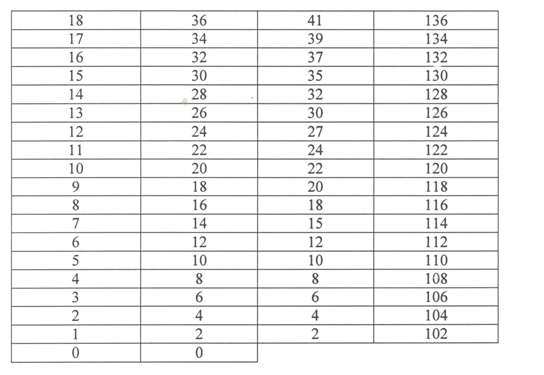 18 36 41 136
17 34 39 134
16 32 37 132
15 30 35 130
14 28 32 128
13 26 30 126
12 24 27 124
11 22 24 122
10 20 22 120
9 18 20 118
8 16 18 116
7 14 15 114
6 12 12 112
5 10 10 110
4 8 8 108
3 6 6 106
2 4 4 104
1 2 2 102
0 0